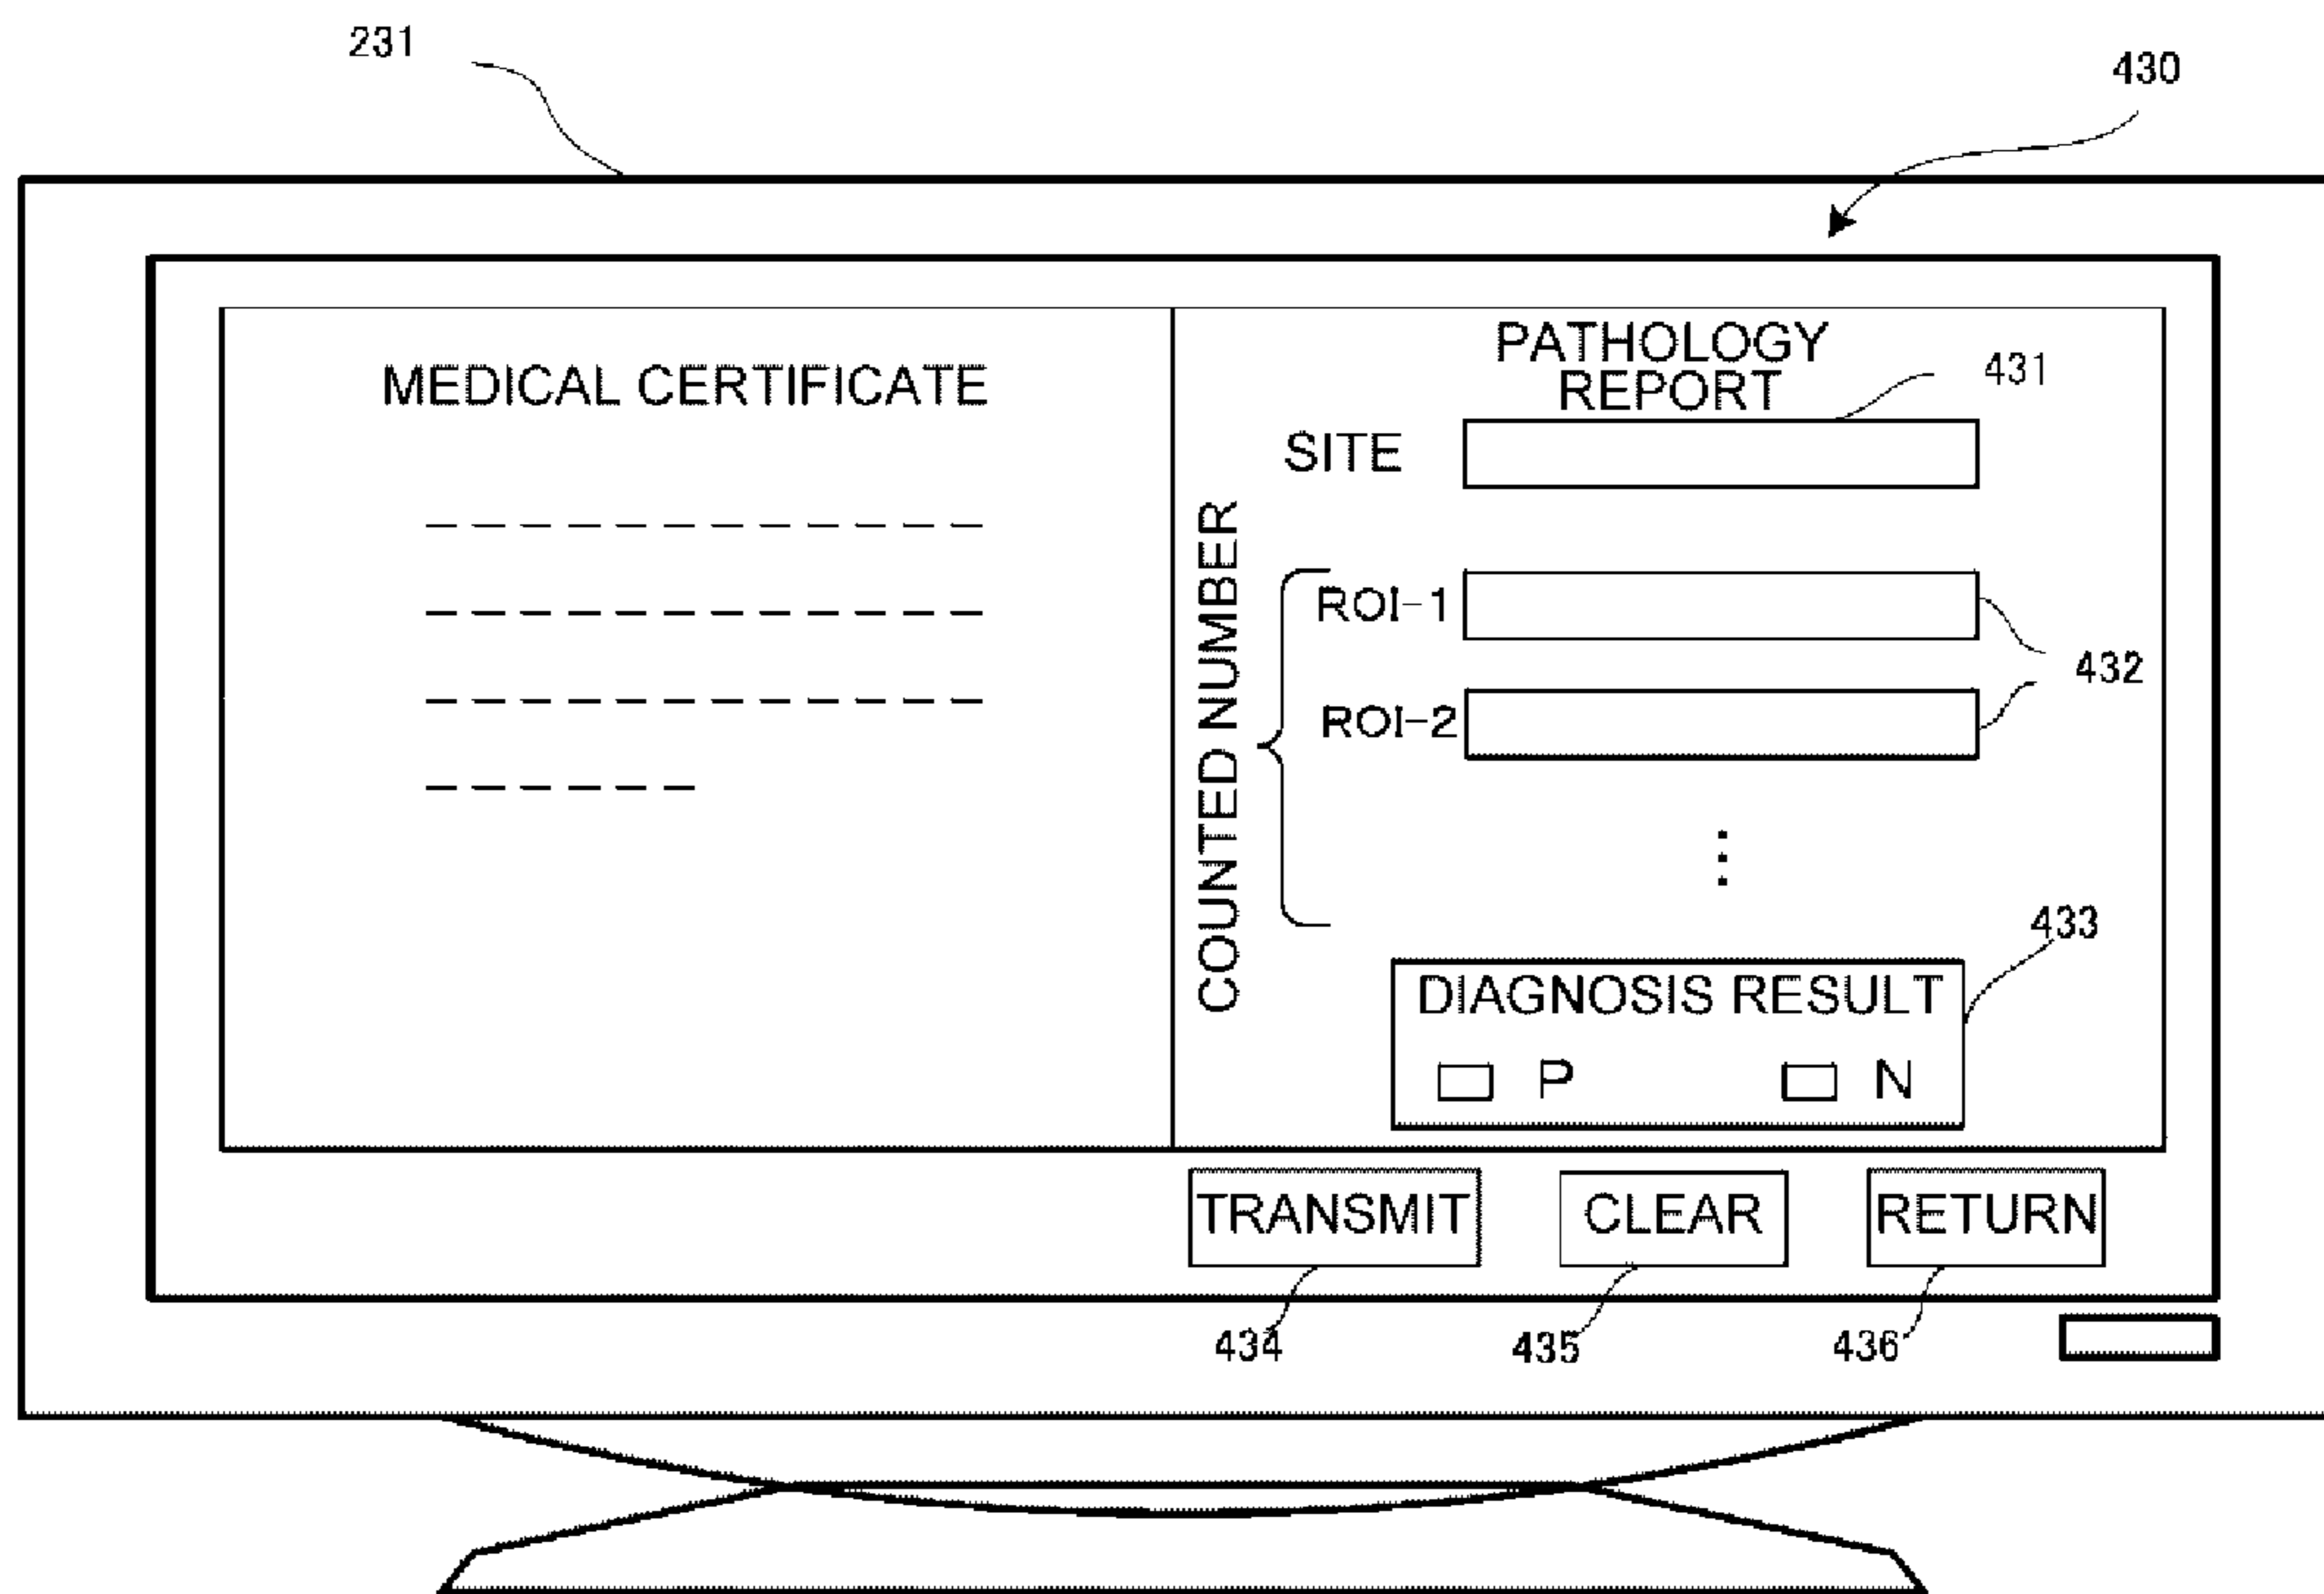 231
430
MEDICAL CERTIFICATE
PATHOLOGY
REPORT
431
SITE
COUNTED NUMBER
ROI-1
432
ROI-2
433
DIAGNOSIS RESULT
P N
TRANSMIT CLEAR RETURN
434 435 436